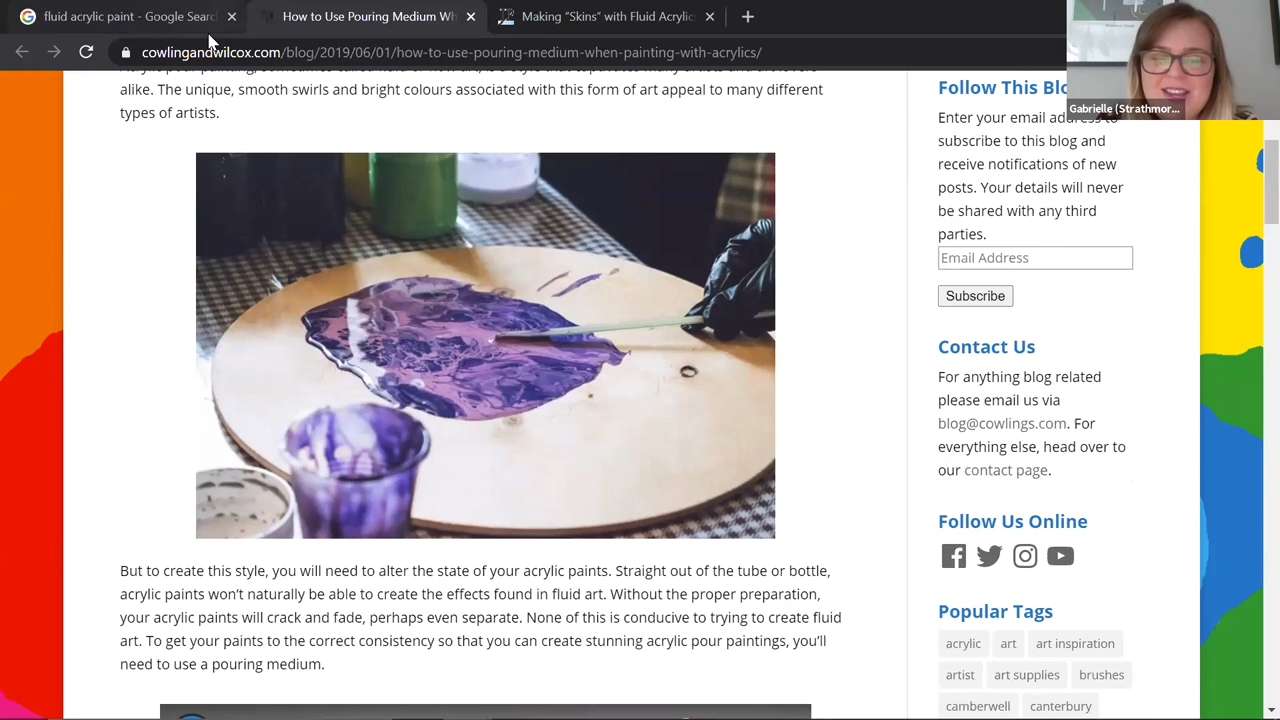 fluid acrylic paint - Google Searc
How to Use Pouring Medium Wh
Making "Skins" with Fluid Acrylic
cowlingandwilcox.com/blog/2019/06/01/how-to-use-pouring-medium-when-painting-with-acrylics/
Gabrielle (Strathmor...
alike. The unique, smooth swirls and bright colours associated with this form of art appeal to many different
types of artists.
But to create this style, you will need to alter the state of your acrylic paints. Straight out of the tube or bottle,
acrylic paints won't naturally be able to create the effects found in fluid art. Without the proper preparation,
your acrylic paints will crack and fade, perhaps even separate. None of this is conducive to trying to create fluid
art. To get your paints to the correct consistency so that you can create stunning acrylic pour paintings, you'll
need to use a pouring medium.
Follow This Blo
Enter your email address to
subscribe to this blog and
receive notifications of new
posts. Your details will never
be shared with any third
parties.
Email Address
Subscribe
Contact Us
For anything blog related
please email us via
blog@cowlings.com. For
everything else, head over to
our contact page.
Follow Us Online
Popular Tags
acrylic art art inspiration
artist art supplies brushes
camberwell canterbury